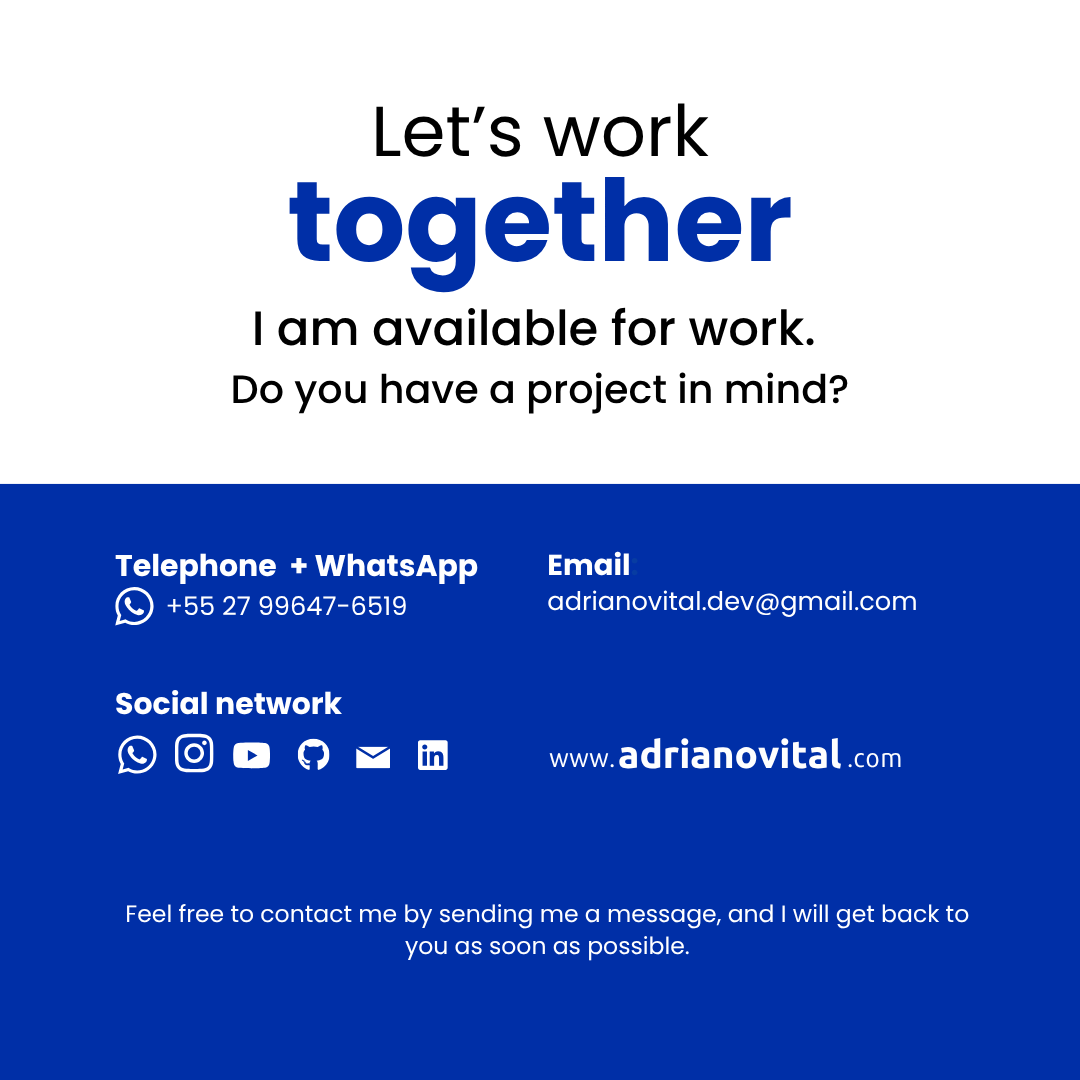 Let’s work
together
I am available for work.
Do you have a project in mind?
Telephone + WhatsApp
+55 27 99647-6519
Email:
adrianovital.dev@gmail.com
Social network
in
www.adrianovital.com
Feel free to contact me by sending me a message, and I will get back to
you as soon as possible.